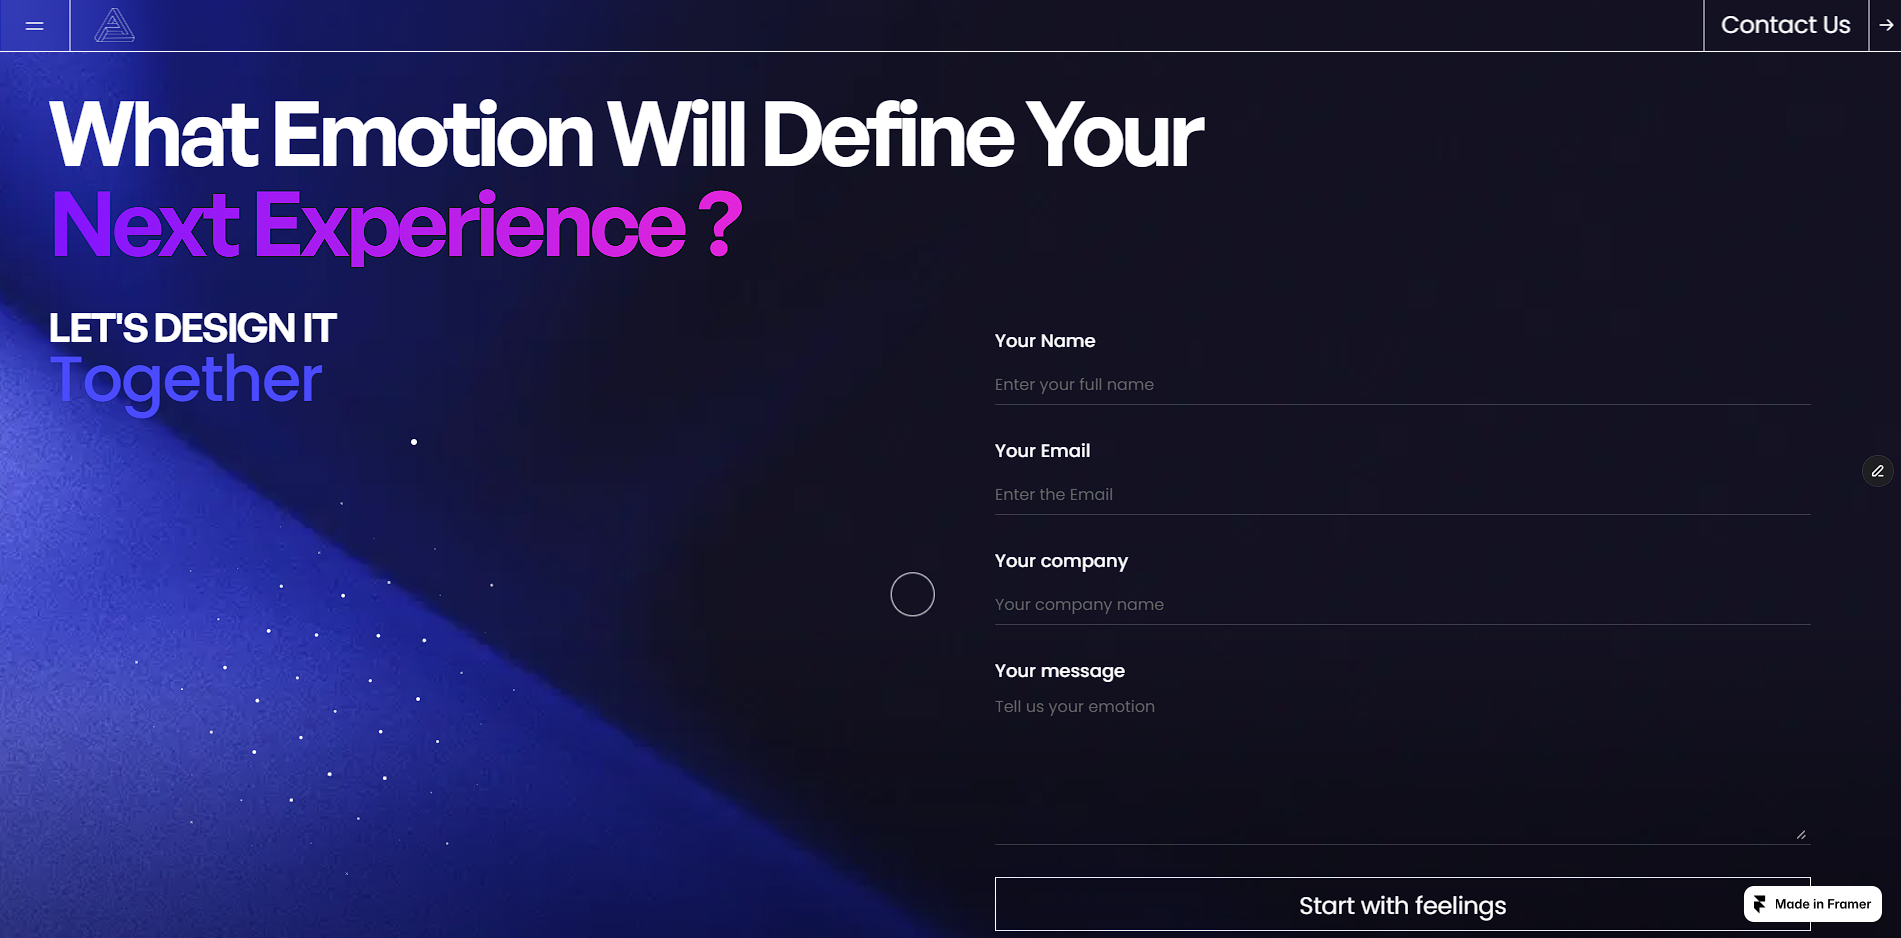 Contact Us
What Emotion Will Define Your
Next Experience ?
LET'S DESIGN IT
Together
Your Name
Enter your full name
Your Email
Enter the Email
Your company
Your company name
Your message
Tell us your emotion
Start with feelings
Made in Framer